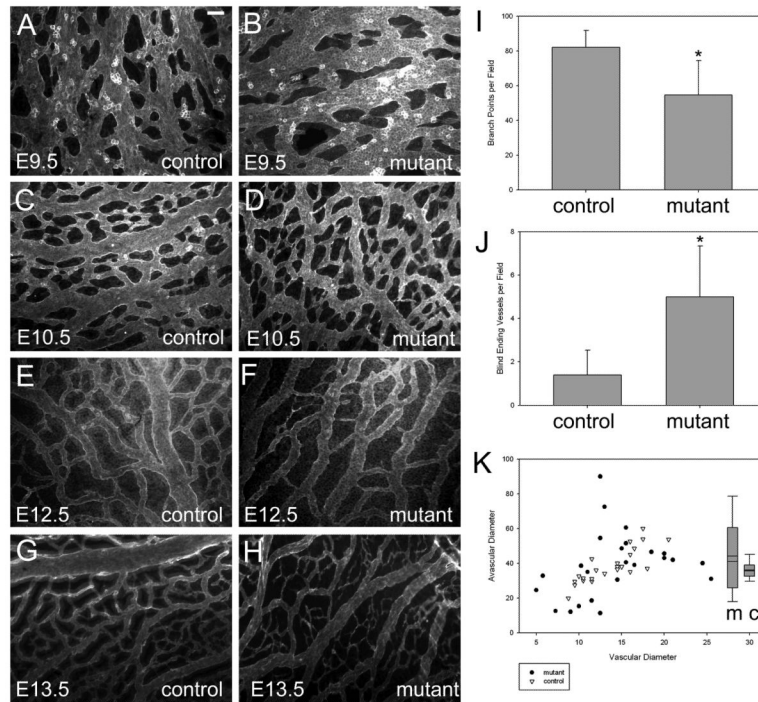 A
E9.5 control
B
E9.5 mutant
C
E10.5 control
D
E10.5 mutant
E
E12.5 control
F
E12.5 mutant
G
E13.5 control
H
E13.5 mutant
I
Branch Points per Field
100
80
60
40
20
0
*
control mutant
J
Blind Ending Vessels per Field
8
6
4
2
0
*
control mutant
K
Avascular Diameter
100
80
60
40
20
0
m c
5 10 15 20 25 30
Vascular Diameter
mutant
control